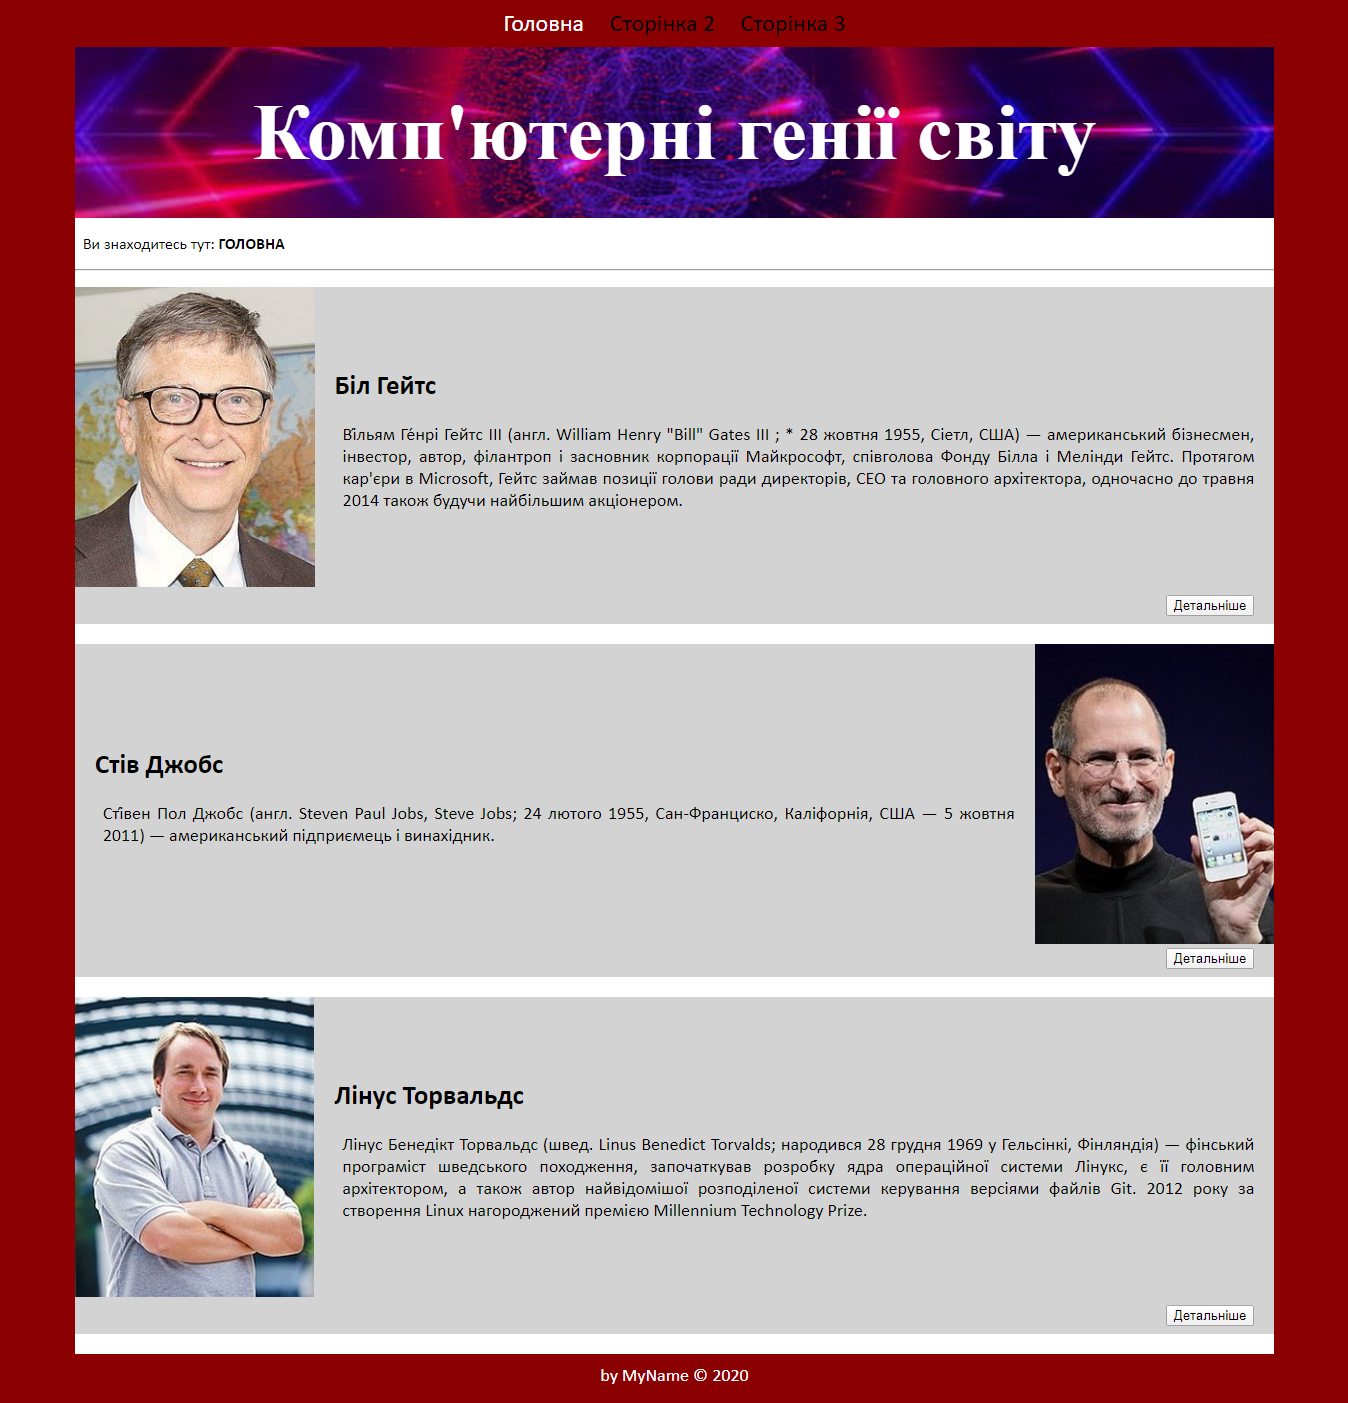 Головна Сторінка 2 Сторінка 3
Комп'ютерні генії світу
Ви знаходитесь тут: ГОЛОВНА
Біл Гейтс
Ві́льям Ге́нрі Гейтс III (англ. William Henry "Bill" Gates III ; * 28 жовтня 1955, Сіетл, США) — американський бізнесмен,
інвестор, автор, філантроп і засновник корпорації Майкрософт, співголова Фонду Білла і Мелінди Гейтс. Протягом
кар'єри в Microsoft, Гейтс займав позиції голови ради директорів, CEO та головного архітектора, одночасно до травня
2014 також будучи найбільшим акціонером.
Детальніше
Стів Джобс
Сті́вен Пол Джобс (англ. Steven Paul Jobs, Steve Jobs; 24 лютого 1955, Сан-Франциско, Каліфорнія, США — 5 жовтня
2011) — американський підприємець і винахідник.
Детальніше
Лінус Торвальдс
Лінус Бенедікт Торвальдс (швед. Linus Benedict Torvalds; народився 28 грудня 1969 у Гельсінкі, Фінляндія) — фінський
програміст шведського походження, започаткував розробку ядра операційної системи Лінукс, є її головним
архітектором, а також автор найвідомішої розподіленої системи керування версіями файлів Git. 2012 року за
створення Linux нагороджений премією Millennium Technology Prize.
Детальніше
by MyName © 2020